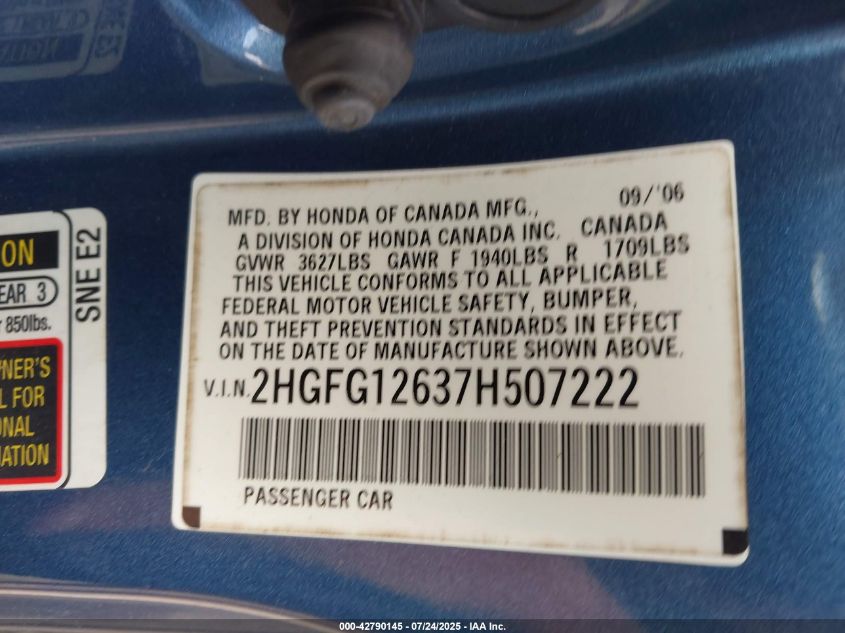 MFD. BY HONDA OF CANADA MFG., 09/'06
A DIVISION OF HONDA CANADA INC. CANADA
GVWR 3627LBS GAWR F 1940LBS R 1709LBS
THIS VEHICLE CONFORMS TO ALL APPLICABLE
FEDERAL MOTOR VEHICLE SAFETY, BUMPER,
AND THEFT PREVENTION STANDARDS IN EFFECT
ON THE DATE OF MANUFACTURE SHOWN ABOVE.
V.I.N. 2HGFG12637H507222
PASSENGER CAR
ON
EAR 3
850lbs.
NER'S
FOR
ONAL
ATION
SNE E2
000-42790145 - 07/24/2025 - IAA Inc.